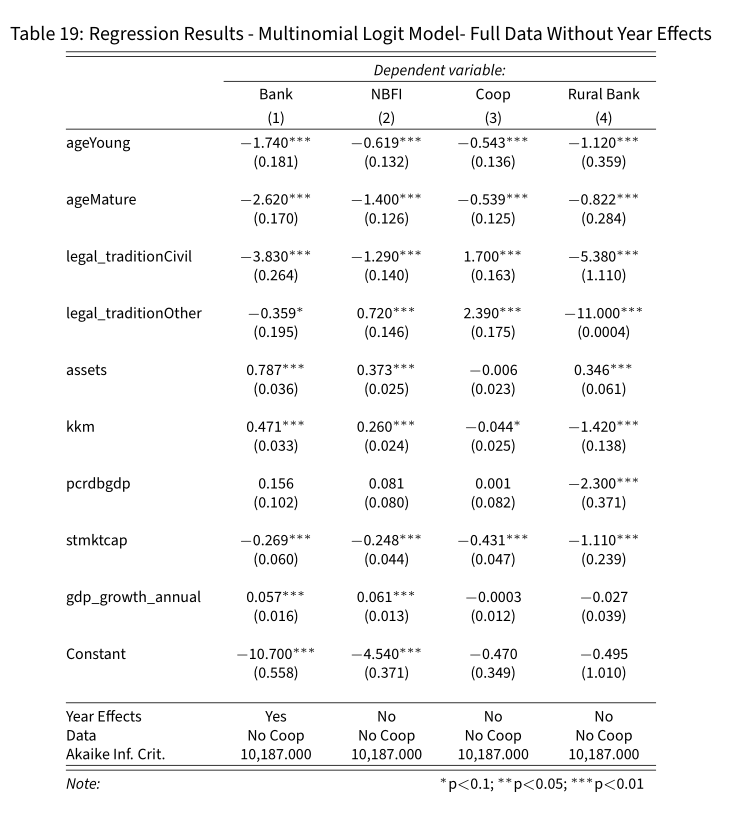 Table 19: Regression Results - Multinomial Logit Model- Full Data Without Year Effects
Dependent variable:
Bank NBFI Coop Rural Bank
(1) (2) (3) (4)
ageYoung −1.740*** −0.619*** −0.543*** −1.120***
(0.181) (0.132) (0.136) (0.359)
ageMature −2.620*** −1.400*** −0.539*** −0.822***
(0.170) (0.126) (0.125) (0.284)
legal_traditionCivil −3.830*** −1.290*** 1.700*** −5.380***
(0.264) (0.140) (0.163) (1.110)
legal_traditionOther −0.359* 0.720*** 2.390*** −11.000***
(0.195) (0.146) (0.175) (0.0004)
assets 0.787*** 0.373*** −0.006 0.346***
(0.036) (0.025) (0.023) (0.061)
kkm 0.471*** 0.260*** −0.044* −1.420***
(0.033) (0.024) (0.025) (0.138)
pcrdbgdp 0.156 0.081 0.001 −2.300***
(0.102) (0.080) (0.082) (0.371)
stmktcap −0.269*** −0.248*** −0.431*** −1.110***
(0.060) (0.044) (0.047) (0.239)
gdp_growth_annual 0.057*** 0.061*** −0.0003 −0.027
(0.016) (0.013) (0.012) (0.039)
Constant −10.700*** −4.540*** −0.470 −0.495
(0.558) (0.371) (0.349) (1.010)
Year Effects Yes No No No
Data No Coop No Coop No Coop No Coop
Akaike Inf. Crit. 10,187.000 10,187.000 10,187.000 10,187.000
Note: *p<0.1; **p<0.05; ***p<0.01